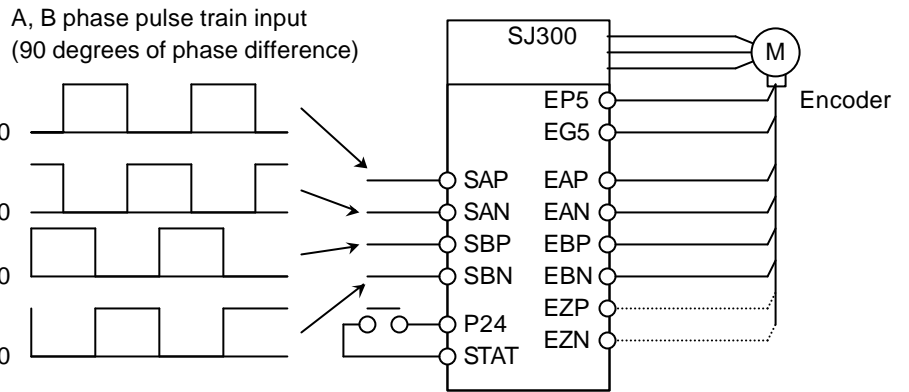 A, B phase pulse train input
(90 degrees of phase difference)
SJ300
M
Encoder
EP5
EG5
0
SAP EAP
0
SAN EAN
SBP EBP
0
SBN EBN
EZP
P24
EZN
0
STAT